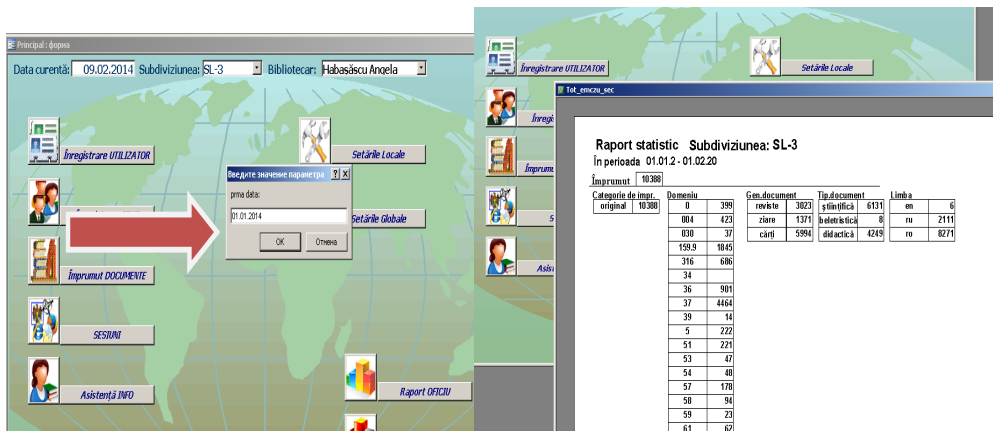 Principal : форма
Data curentă: 09.02.2014 Subdiviziunea: SL-3 Bibliotecar: Habașăscu Angela
Înregistrare UTILIZATOR
Setările Locale
Введите значение параметра
prma data:
01.01.2014
OK Отмена
Setările Globale
Împrumut DOCUMENTE
SESIUNI
Asistență INFO
Raport OFICIU
Înregistrare UTILIZATOR
Setările Locale
Înregi
Împrumu
S
Asis
Tot_emczu_sec
Raport statistic Subdiviziunea: SL-3
În perioada 01.01.2 - 01.02.20
Împrumut 10388
Categorie de impr. Domeniu Gen.document Tip.document Limba
original 10388 0 399 reviste 3023 științifică 6131 en 6
004 423 ziare 1371 beletristică 8 ru 2111
030 37 cărți 5994 didactică 4249 ro 8271
159.9 1845
316 686
34
36 901
37 4464
39 14
5 222
51 221
53 47
54 48
57 178
58 94
59 23
61 62